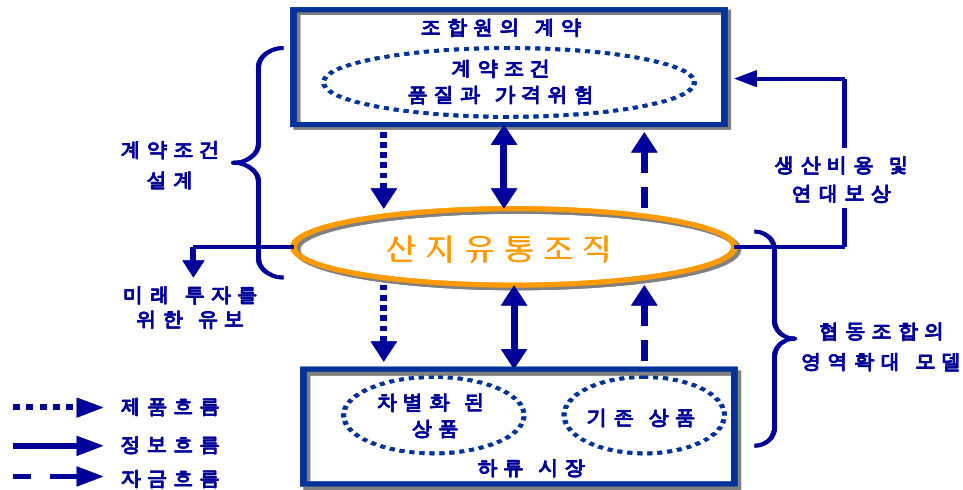 조합원의 계약
계약조건
품질과 가격위험
계약조건
설계
생산비용 및
연대보상
산지유통조직
미래 투자를
위한 유보
협동조합의
영역확대 모델
차별화 된
상품
기존 상품
하류 시장
제품흐름
정보흐름
자금흐름